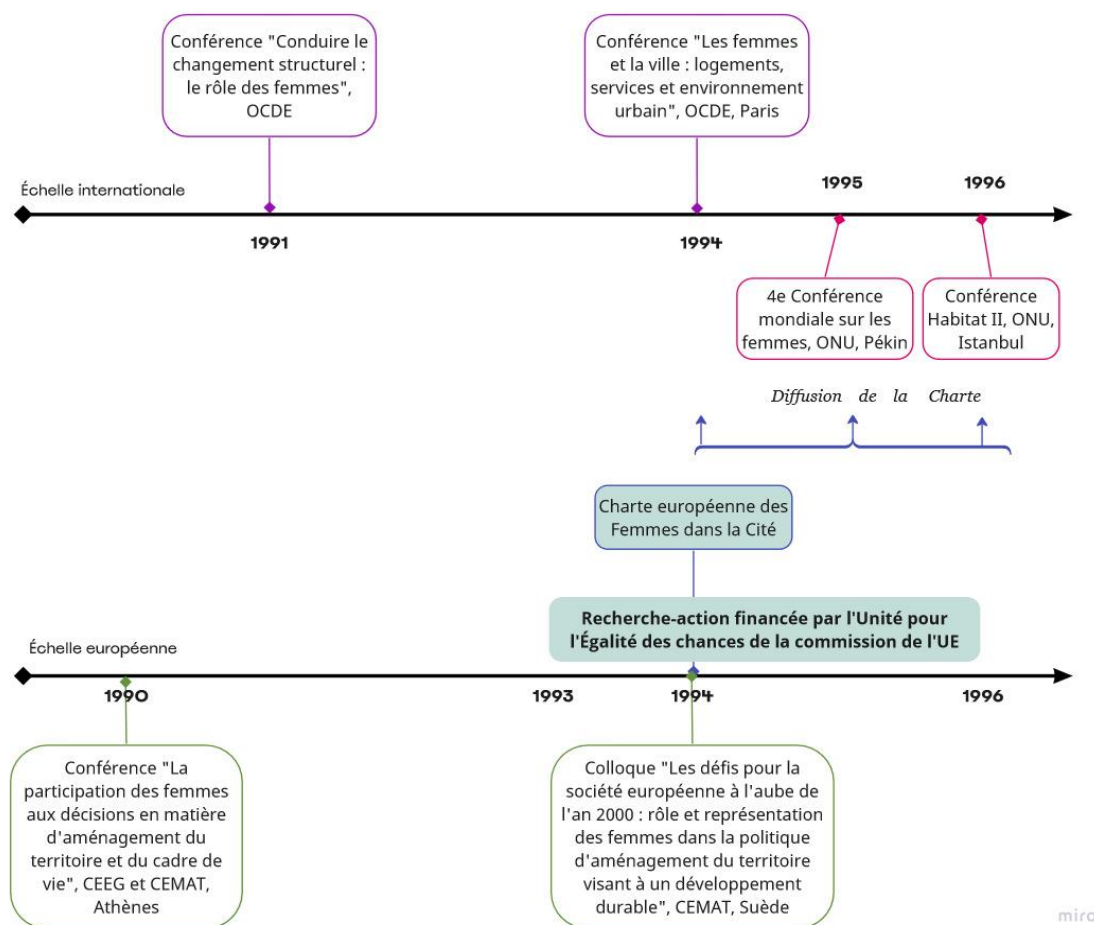 Conférence "Conduire le
changement structurel :
le rôle des femmes",
OCDE
Conférence "Les femmes
et la ville : logements,
services et environnement
urbain", OCDE, Paris
Échelle internationale
1995
1996
1991
1994
4e Conférence
mondiale sur les
femmes, ONU, Pékin
Conférence
Habitat II, ONU,
Istanbul
Diffusion de la Charte
Charte européenne des
Femmes dans la Cité
Recherche-action financée par l'Unité pour
l'Égalité des chances de la commission de l'UE
Échelle européenne
1990
1993
1994
1996
Conférence "La
participation des femmes
aux décisions en matière
d'aménagement du
territoire et du cadre de
vie", CEEG et CEMAT,
Athènes
Colloque "Les défis pour la
société européenne à l'aube de
l'an 2000 : rôle et représentation
des femmes dans la politique
d'aménagement du territoire
visant à un développement
durable", CEMAT, Suède
miro